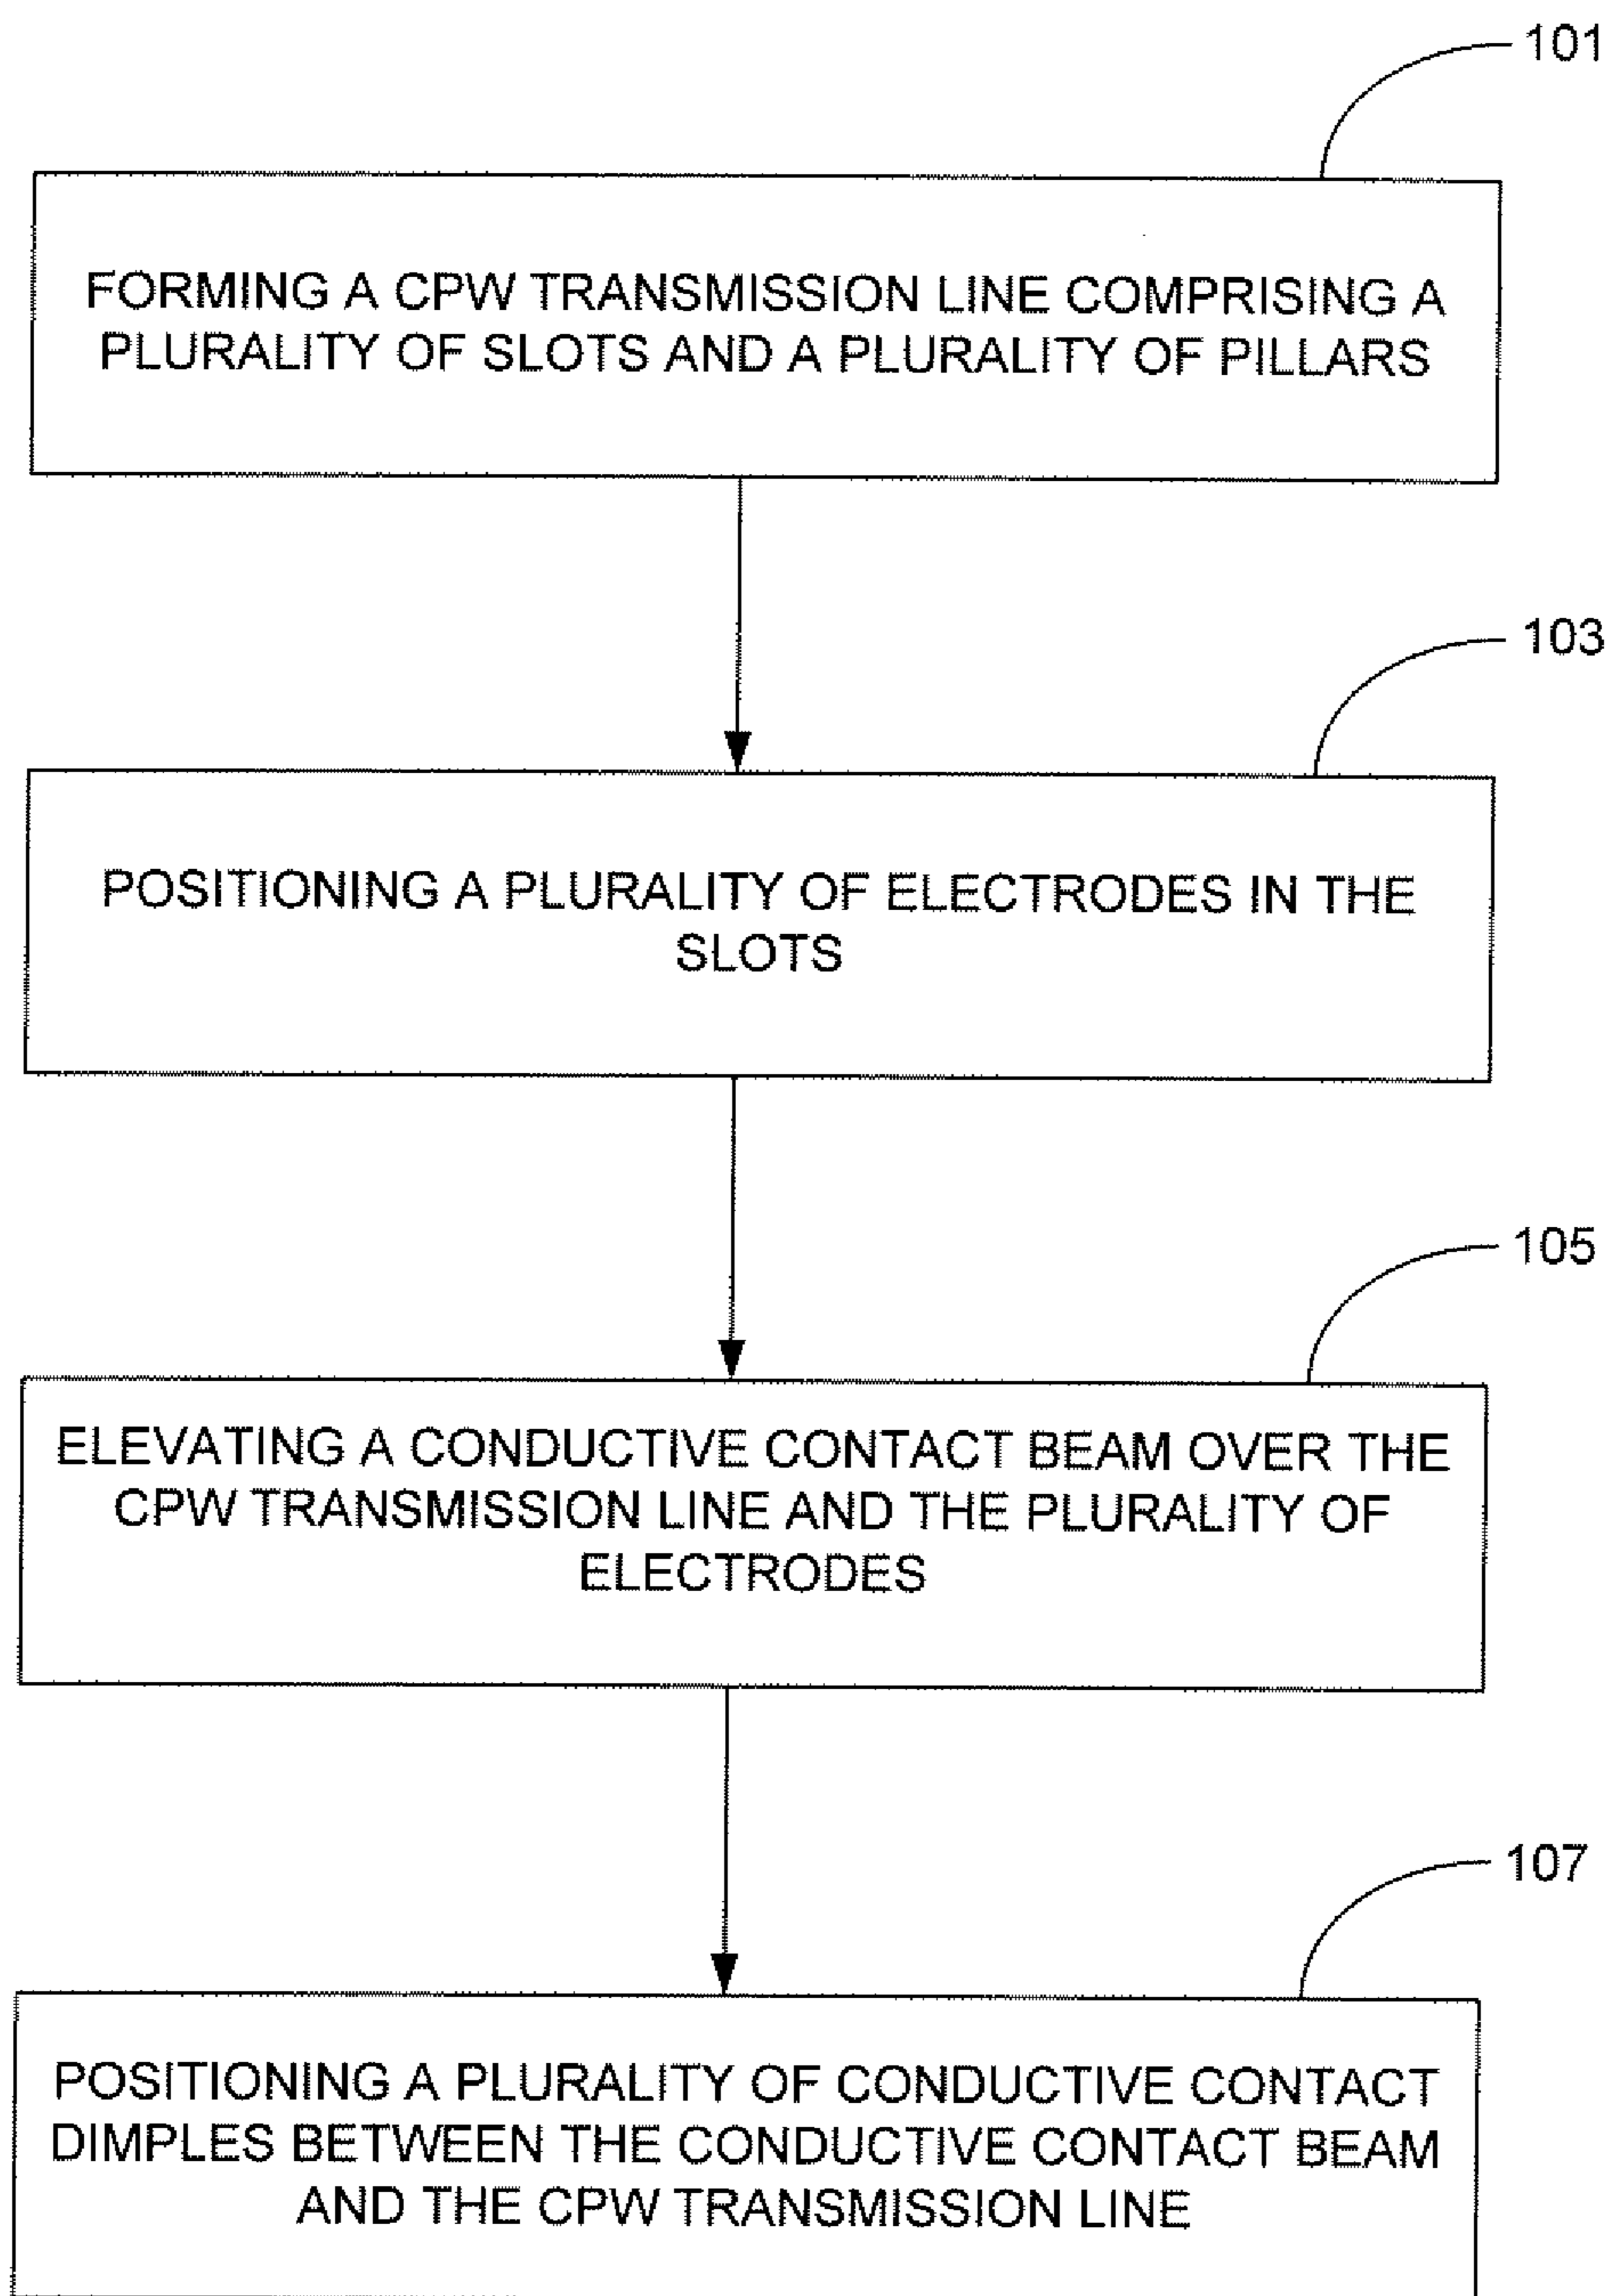 101
FORMING A CPW TRANSMISSION LINE COMPRISING A
PLURALITY OF SLOTS AND A PLURALITY OF PILLARS
103
POSITIONING A PLURALITY OF ELECTRODES IN THE
SLOTS
105
ELEVATING A CONDUCTIVE CONTACT BEAM OVER THE
CPW TRANSMISSION LINE AND THE PLURALITY OF
ELECTRODES
107
POSITIONING A PLURALITY OF CONDUCTIVE CONTACT
DIMPLES BETWEEN THE CONDUCTIVE CONTACT BEAM
AND THE CPW TRANSMISSION LINE